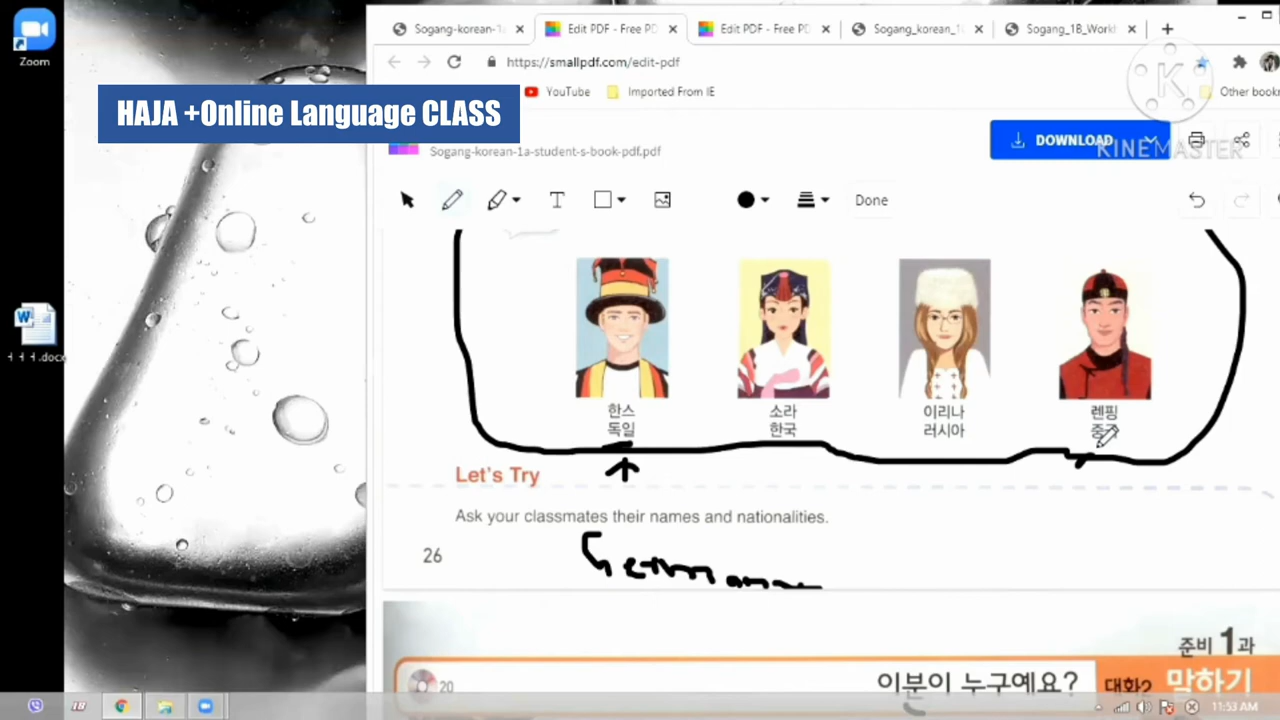 Zoom
Sogang-korean-1
Edit PDF - Free PD
Edit PDF - Free PD
Sogang_korean_1
Sogang_1B_Work
https://smallpdf.com/edit-pdf
YouTube
Imported From IE
Other book
HAJA +Online Language CLASS
K
KINEMASTER
DOWNLOAD
Sogang-korean-1a-student-s-book-pdf.pdf
T
Done
ㅕㅕㅕ.docx
한스
독일
소라
한국
이리나
러시아
렌핑
Let's Try
Ask your classmates their names and nationalities.
26
준비 1과
20
이분이 누구예요?
대화2
말하기
11:53 AM